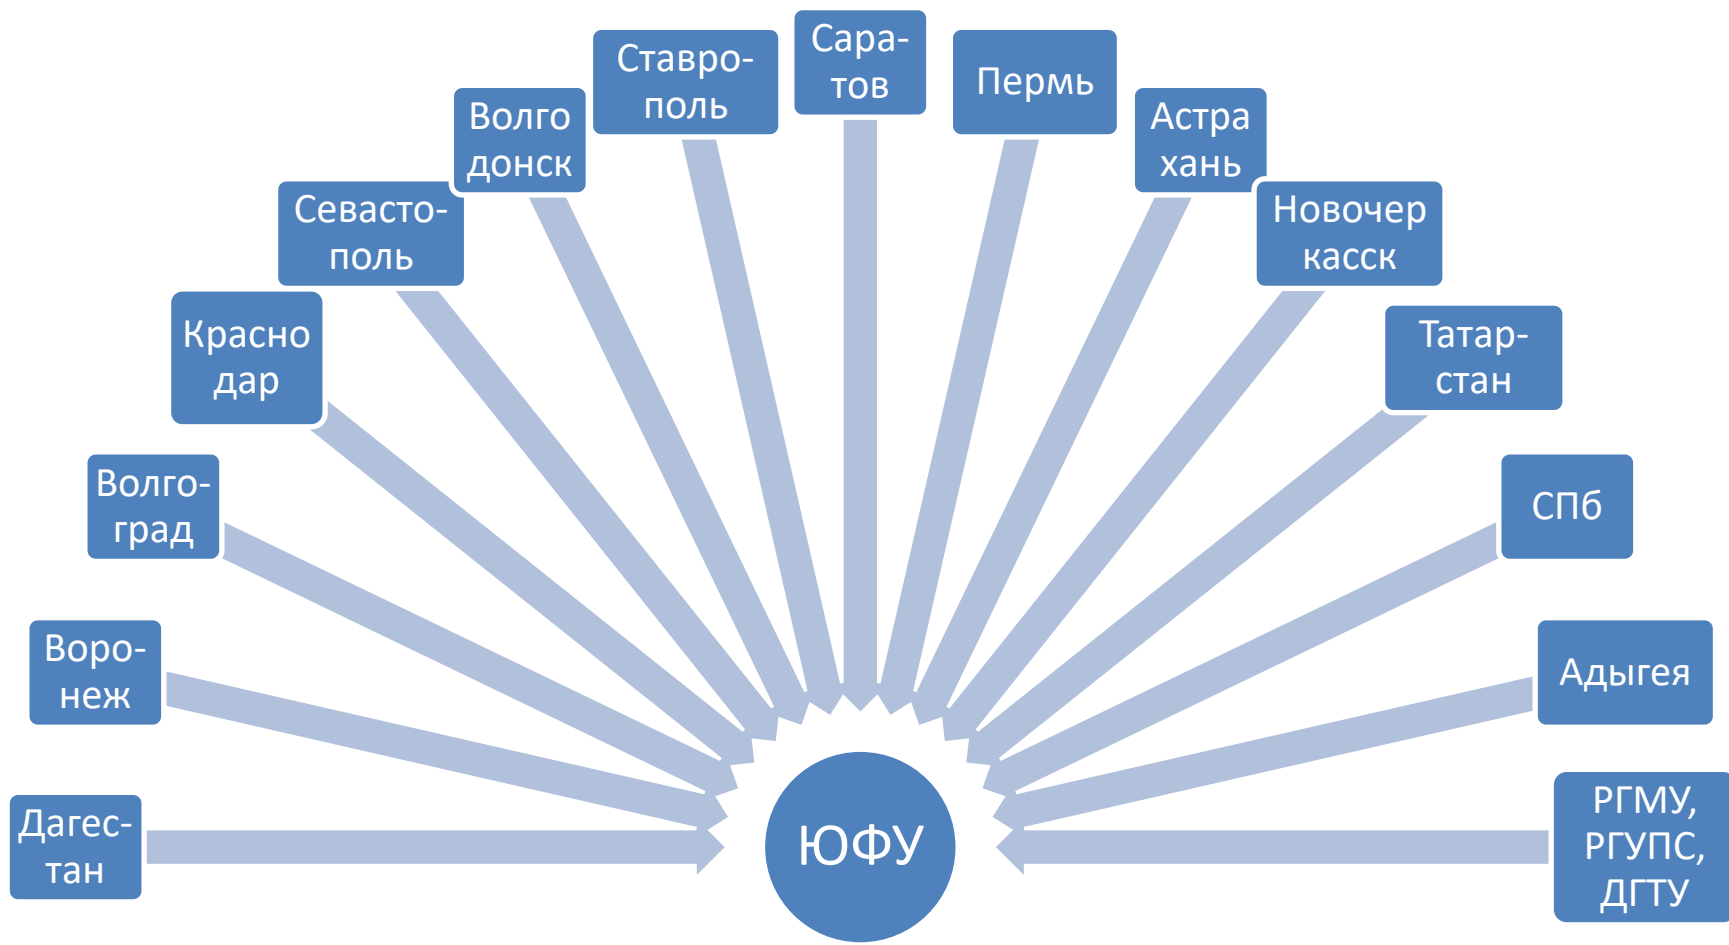 Сара-
тов
Ставро-
поль
Пермь
Волго
донск
Астра
хань
Севасто-
поль
Новочер
касск
Красно
дар
Татар-
стан
Волго-
град
СПб
Воро-
неж
Адыгея
Дагес-
тан
ЮФУ
РГМУ,
РГУПС,
ДГТУ